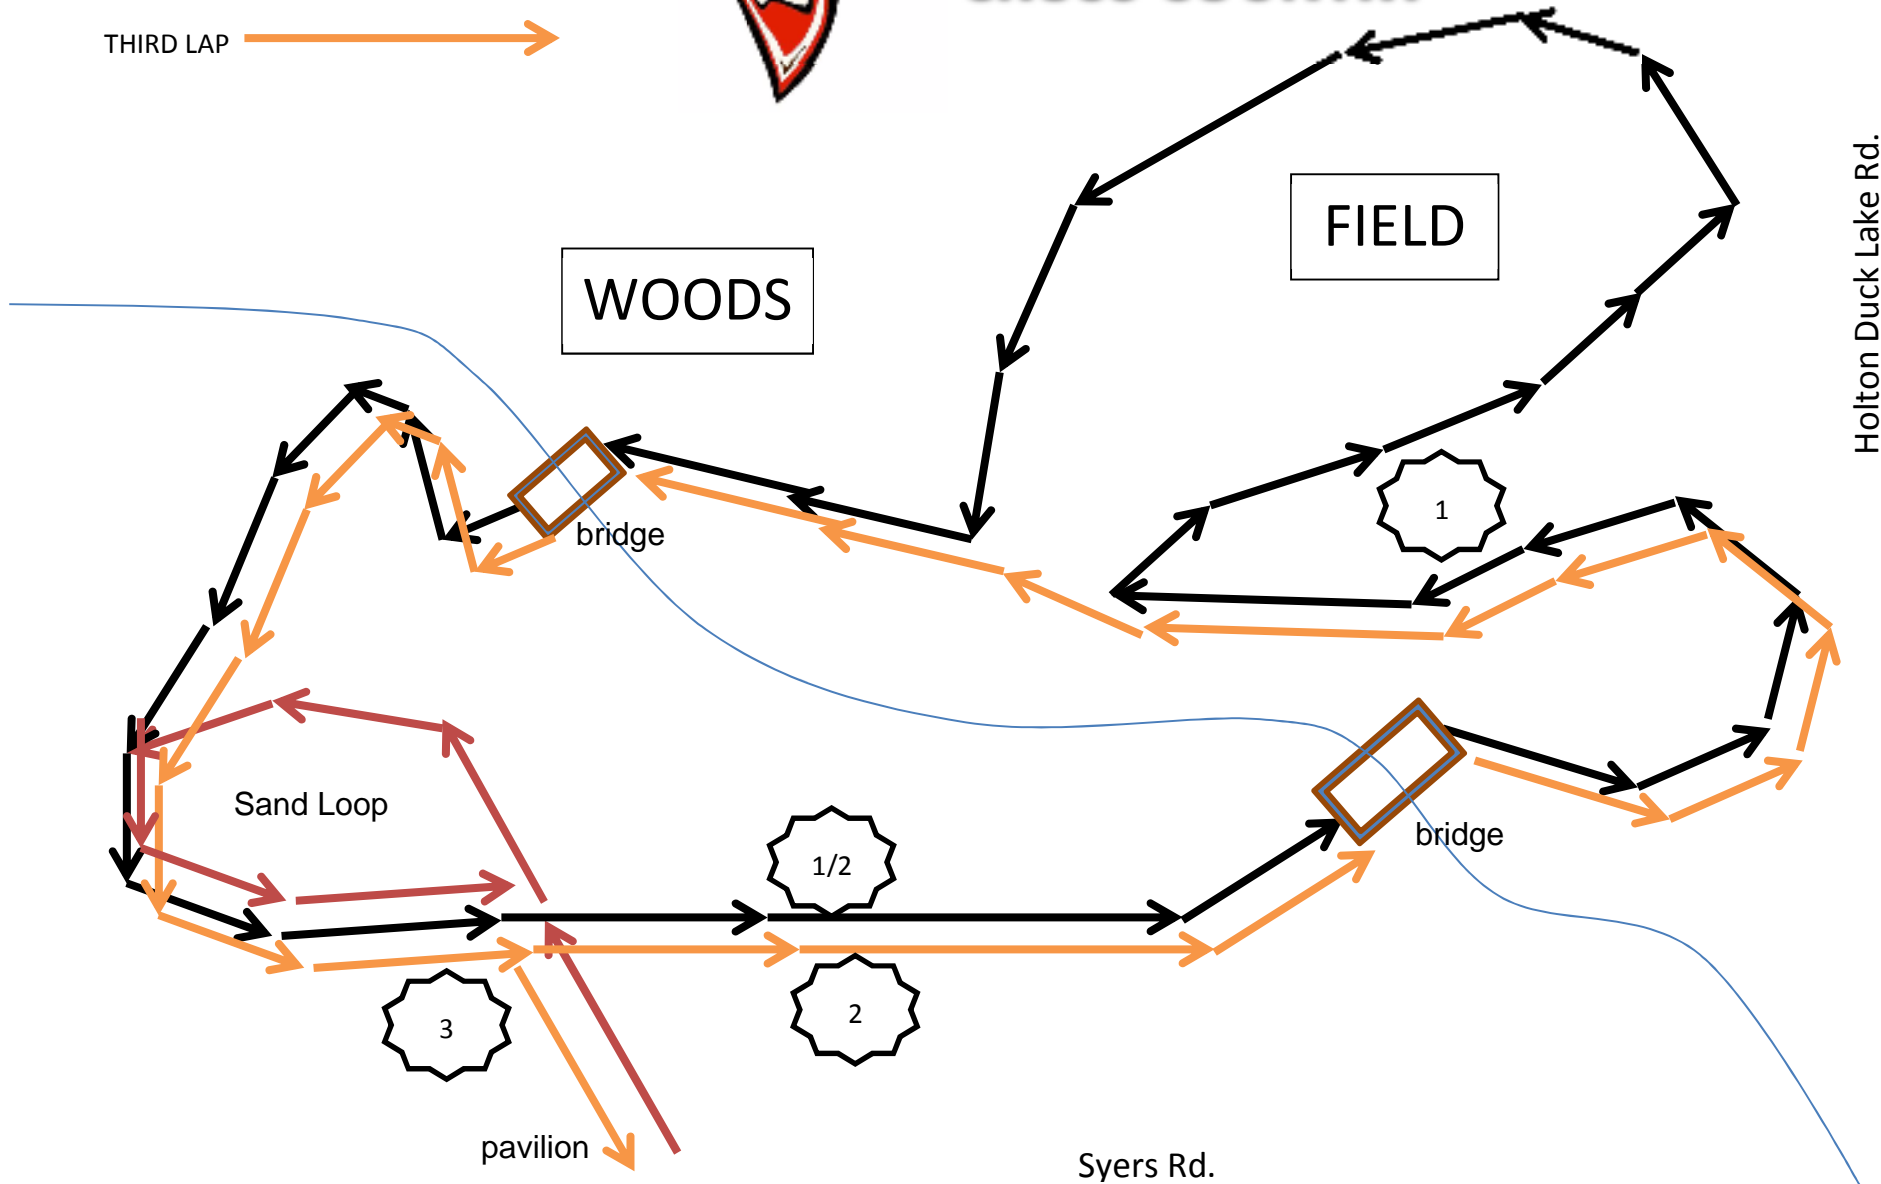 THIRD LAP
FIELD
Holton Duck Lake Rd.
WOODS
1
bridge
Sand Loop
bridge
1/2
2
3
pavilion
Syers Rd.